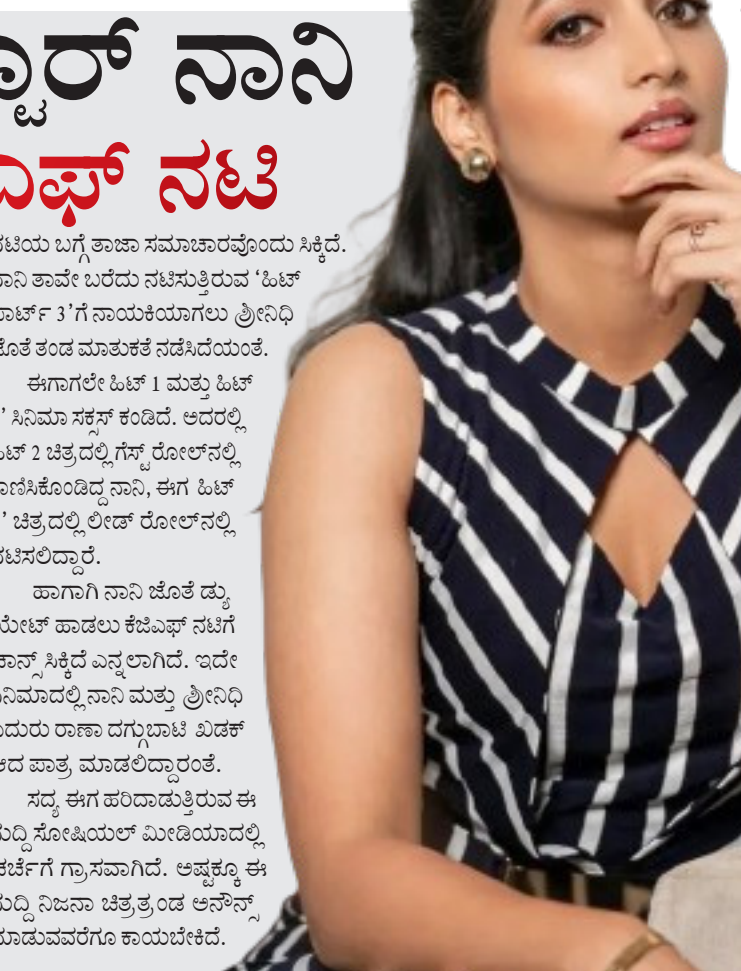 ನಾನಿ
ನಟಿ
ಬಗ್ಗೆ ತಾಜಾ ಸಮಾಚಾರವೊಂದು ಸಿಕ್ಕಿದೆ.
ತಾವೇ ಬರೆದು ನಟಿಸುತ್ತಿರುವ ‘ಹಿಟ್
3’ಗೆ ನಾಯಕಿಯಾಗಲು ಶ್ರೀನಿಧಿ
ತಂಡ ಮಾತುಕತೆ ನಡೆಸಿದೆಯಂತೆ.
ಈಗಾಗಲೇ ಹಿಟ್ 1 ಮತ್ತು ಹಿಟ್
’ ಸಿನಿಮಾ ಸಕ್ಸಸ್ ಕಂಡಿದೆ. ಅದರಲ್ಲಿ
2 ಚಿತ್ರದಲ್ಲಿ ಗೆಸ್ಟ್ ರೋಲ್‌ನಲ್ಲಿ
ನಾನಿ, ಈಗ ಹಿಟ್
’ ಚಿತ್ರದಲ್ಲಿ ಲೀಡ್ ರೋಲ್‌ನಲ್ಲಿ
ನಟಿಸಲಿದ್ದಾರೆ.
ಹಾಗಾಗಿ ನಾನಿ ಜೊತೆ ಡ್ಯು
ಯೇಟ್ ಹಾಡಲು ಕೆಜಿಎಫ್ ನಟಿಗೆ
ಸಿಕ್ಕಿದೆ ಎನ್ನಲಾಗಿದೆ. ಇದೇ
ನಾನಿ ಮತ್ತು ಶ್ರೀನಿಧಿ
ರಾಣಾ ದಗ್ಗುಬಾಟಿ ಖಡಕ್
ಆದ ಪಾತ್ರ ಮಾಡಲಿದ್ದಾರಂತೆ.
ಸದ್ಯ ಈಗ ಹರಿದಾಡುತ್ತಿರುವ ಈ
ಸೋಷಿಯಲ್ ಮೀಡಿಯಾದಲ್ಲಿ
ಗ್ರಾಸವಾಗಿದೆ. ಅಷ್ಟಕ್ಕೂ ಈ
ನಿಜನಾ ಚಿತ್ರತ್ರಂಡ ಅನೌನ್ಸ್
ಕಾಯಬೇಕಿದೆ.